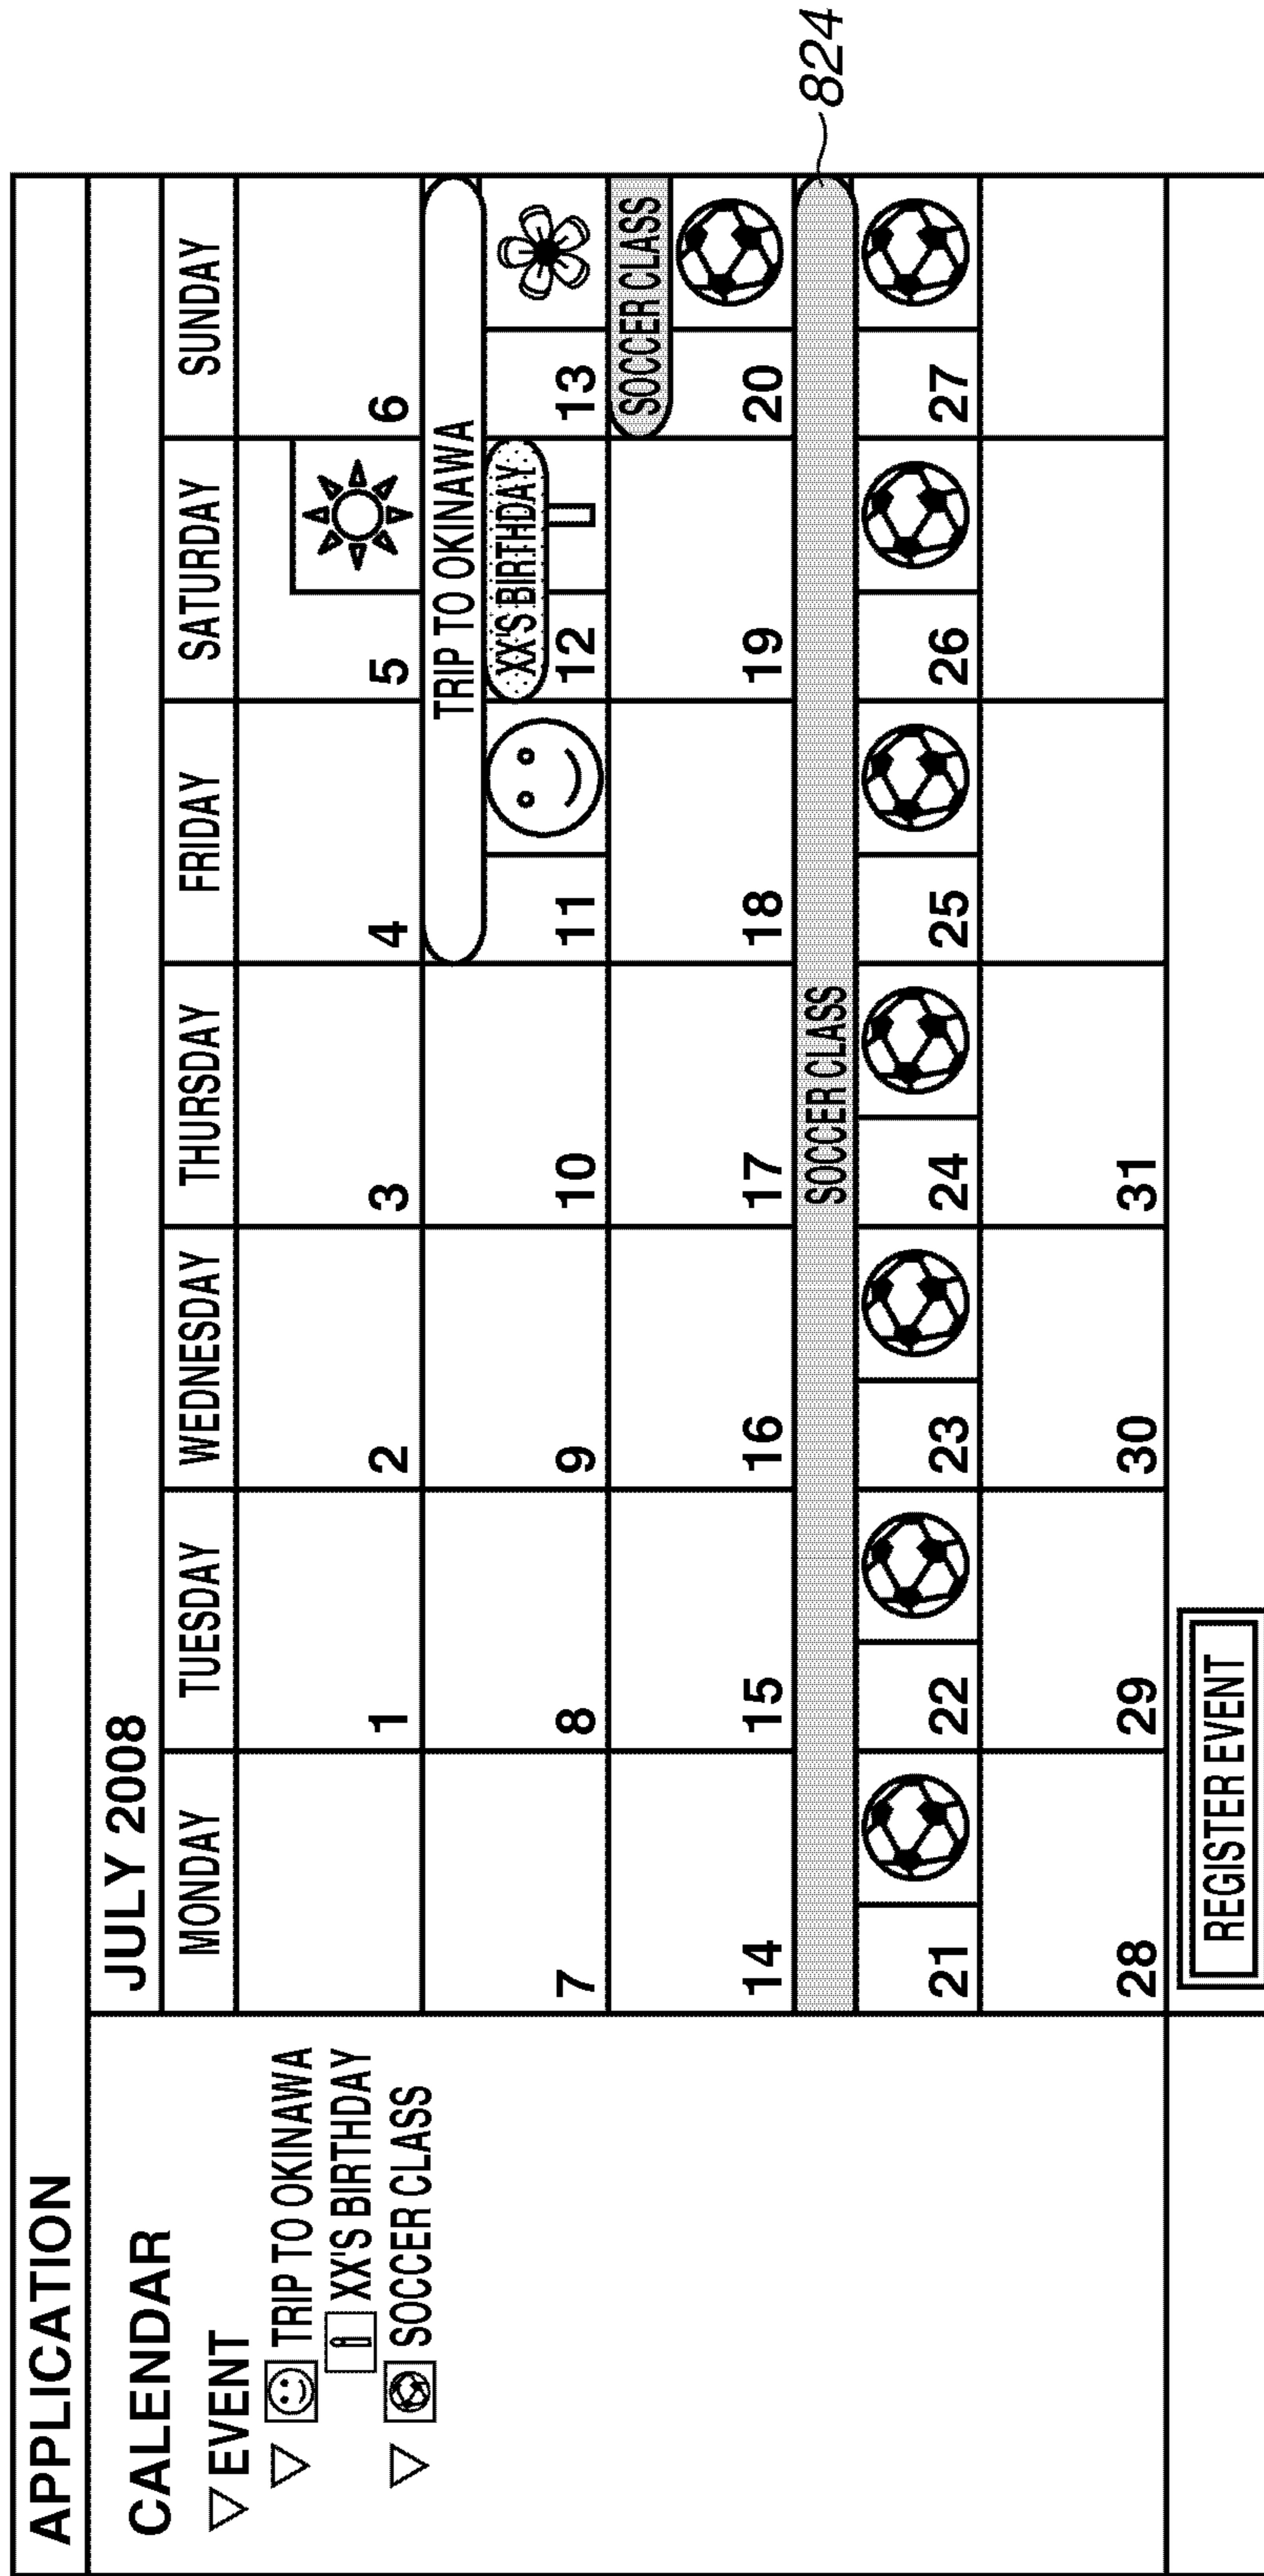 APPLICATION
CALENDAR
▽ EVENT
▽ TRIP TO OKINAWA
XX'S BIRTHDAY
▽ SOCCER CLASS
JULY 2008
MONDAY TUESDAY WEDNESDAY THURSDAY FRIDAY SATURDAY SUNDAY
1 2 3 4 5 6
TRIP TO OKINAWA
XX'S BIRTHDAY
7 8 9 10 11 12 13
SOCCER CLASS
14 15 16 17 18 19 20
SOCCER CLASS
824
21 22 23 24 25 26 27
28 29 30 31
REGISTER EVENT